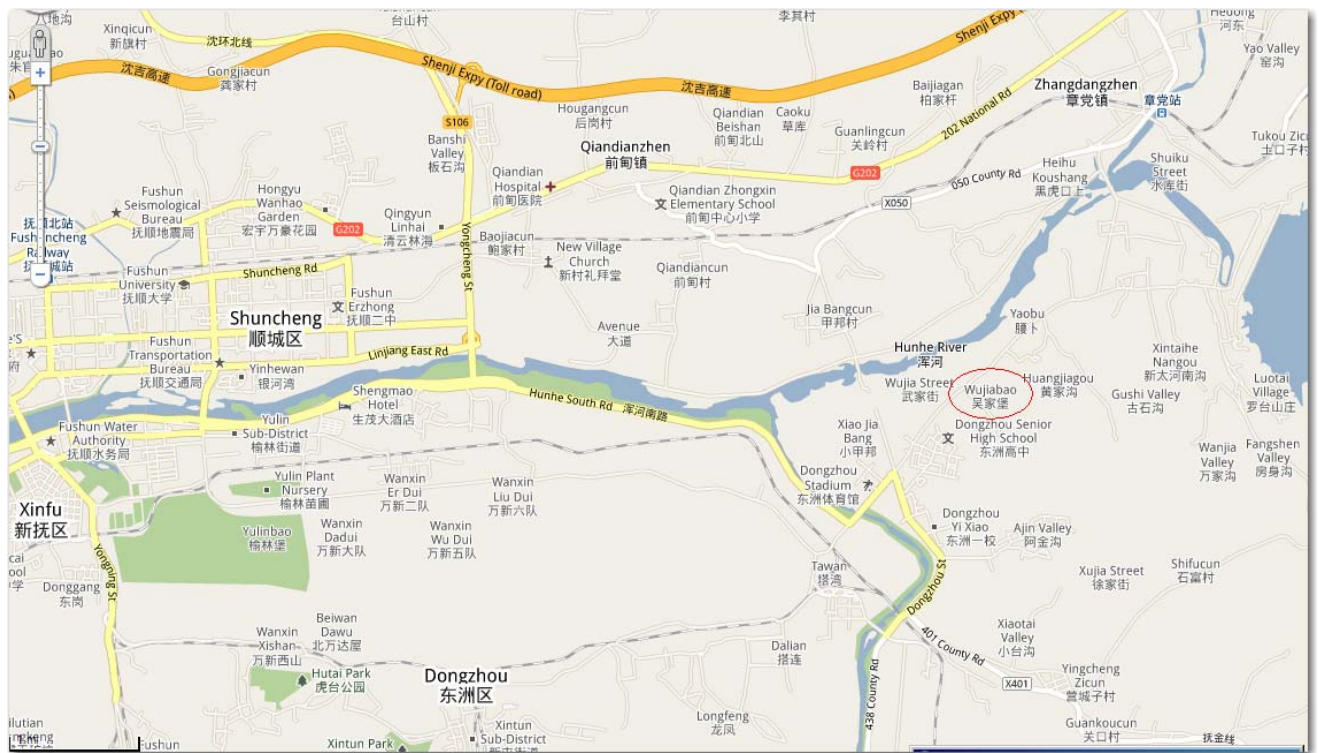 八地沟
台山村
李其村
Hedong
河东
Xinqicun
新旗村
沈环北线
Shenji Expy
Yao Valley
窑沟
沈吉高速
Gongjiacun
龚家村
Shenji Expy (Toll road)
沈吉高速
Baijiagan
柏家杆
Zhangdangzhen
章党镇
章党站
S106
Hougangcun
后岗村
Qiandian
Beishan
前甸北山
Caoku
草库
202 National Rd
Banshi
Valley
板石沟
Qiandianzhen
前甸镇
Guanlingcun
关岭村
Tukou Zicun
土口子村
Qiandian
Hospital
前甸医院
G202
Heihu
Koushang
黑虎口上
Shuiku
Street
水库街
050 County Rd
X050
Fushun
Seismological
Bureau
抚顺地震局
Hongyu
Wanhao
Garden
宏宇万豪花园
G202
Qingyun
Linhai
清云林海
Qiandian Zhongxin
Elementary School
前甸中心小学
抚顺北站
Railway
Yongcheng St
Baojiacun
鲍家村
New Village
Church
新村礼拜堂
Qiandiancun
前甸村
Fushun
University
抚顺大学
Shuncheng Rd
Fushun
Erzhong
抚顺二中
Jia Bangcun
甲邦村
Yaobu
腰卜
Shuncheng
顺城区
Avenue
大道
Fushun
Transportation
Bureau
抚顺交通局
Linjiang East Rd
Yinhewan
银河湾
Hunhe River
浑河
Xintaihe
Nangou
新太河南沟
Shengmao
Hotel
生茂大酒店
Hunhe South Rd 浑河南路
Wujia Street
武家街
Wujiabao
吴家堡
Huangjiagou
黄家沟
Gushi Valley
古石沟
Luotai
Village
罗台山庄
Fushun Water
Authority
抚顺水务局
Yulin
Sub-District
榆林街道
Xiao Jia
Bang
小甲邦
Dongzhou Senior
High School
东洲高中
Wanjia
Valley
万家沟
Fangshen
Valley
房身沟
Yulin Plant
Nursery
榆林苗圃
Wanxin
Er Dui
万新二队
Wanxin
Liu Dui
万新六队
Dongzhou
Stadium
东洲体育馆
Xinfu
新抚区
Yulinbao
榆林堡
Wanxin
Dadui
万新大队
Wanxin
Wu Dui
万新五队
Dongzhou
Yi Xiao
东洲一校
Ajin Valley
阿金沟
Yongning St
Donggang
东岗
Tawan
塔湾
Dongzhou St
Xujia Street
徐家街
Shifucun
石富村
Wanxin
Xishan
万新西山
Beiwan
Dawu
北万达屋
Dalian
搭连
401 County Rd
Xiaotai
Valley
小台沟
Hutai Park
虎台公园
Dongzhou
东洲区
X401
Yingcheng
Zicun
营城子村
438 County Rd
Longfeng
龙凤
Guankoucun
关口村
抚金线
Fushun
Xintun Park
Xintun
Sub-District
1 mi